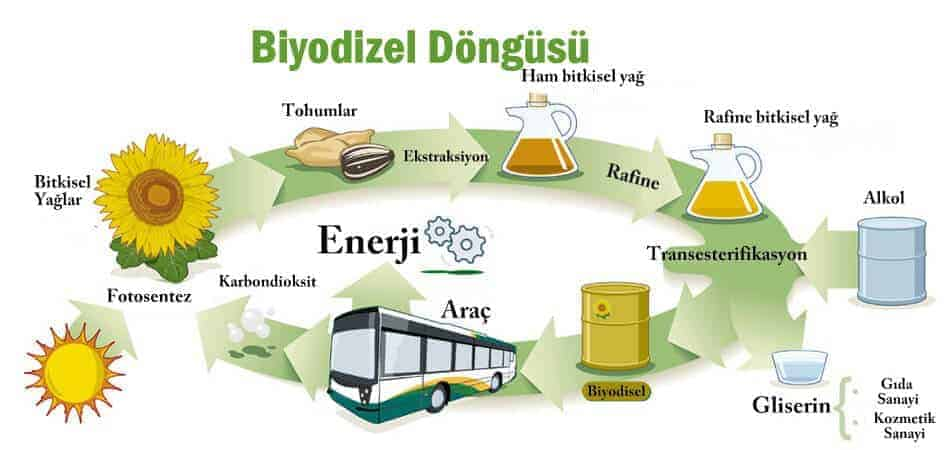 Biyodizel Döngüsü
Ham bitkisel yağ
Tohumlar
Rafine bitkisel yağ
Ekstraksiyon
Rafine
Bitkisel
Yağlar
Alkol
Enerji
Transesterifikasyon
Karbondioksit
Fotosentez
Araç
Biyodisel
Gliserin
Gıda
Sanayi
Kozmetik
Sanayi